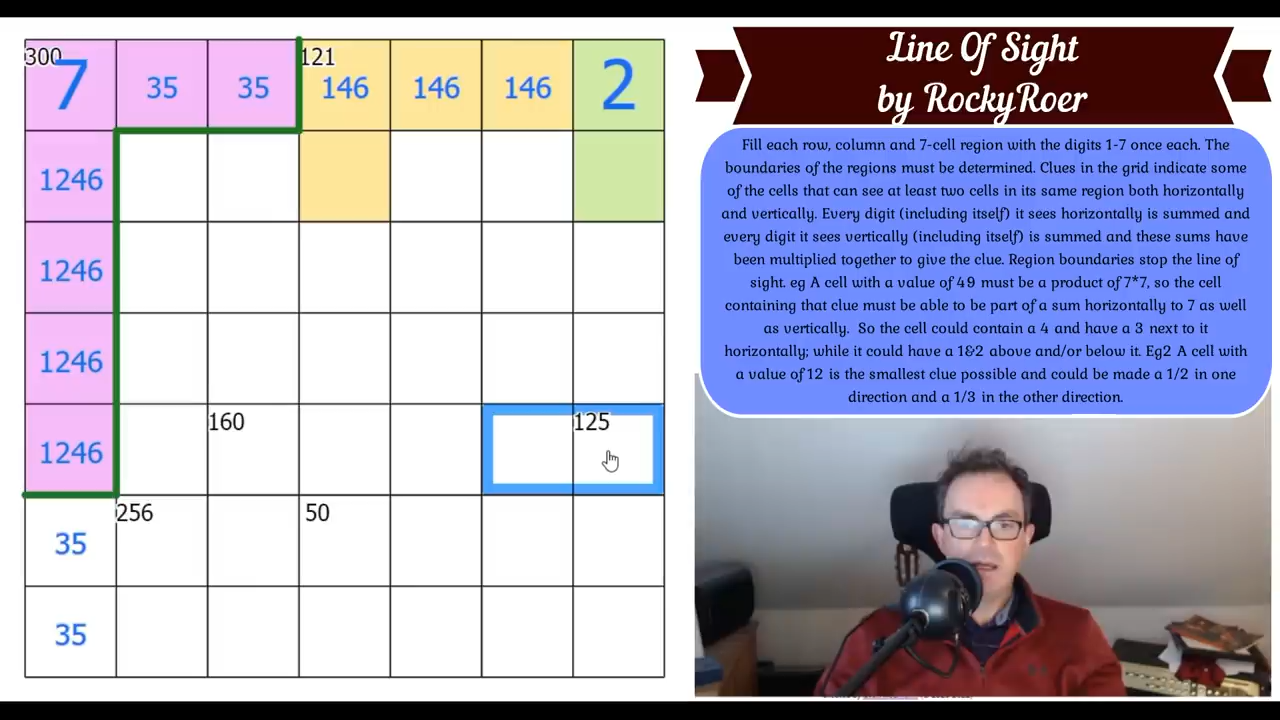 Line Of Sight
by RockyRoer
Fill each row, column and 7-cell region with the digits 1-7 once each. The
boundaries of the regions must be determined. Clues in the grid indicate some
of the cells that can see at least two cells in its same region both horizontally
and vertically. Every digit (including itself) it sees horizontally is summed and
every digit it sees vertically (including itself) is summed and these sums have
been multiplied together to give the clue. Region boundaries stop the line of
sight. eg A cell with a value of 49 must be a product of 7*7, so the cell
containing that clue must be able to be part of a sum horizontally to 7 as well
as vertically. So the cell could contain a 4 and have a 3 next to it
horizontally; while it could have a 1&2 above and/or below it. Eg2 A cell with
a value of 12 is the smallest clue possible and could be made a 1/2 in one
direction and a 1/3 in the other direction.
300 121
7 35 35 146 146 146 2
1246
1246
1246
160 125
1246
256 50
35
35